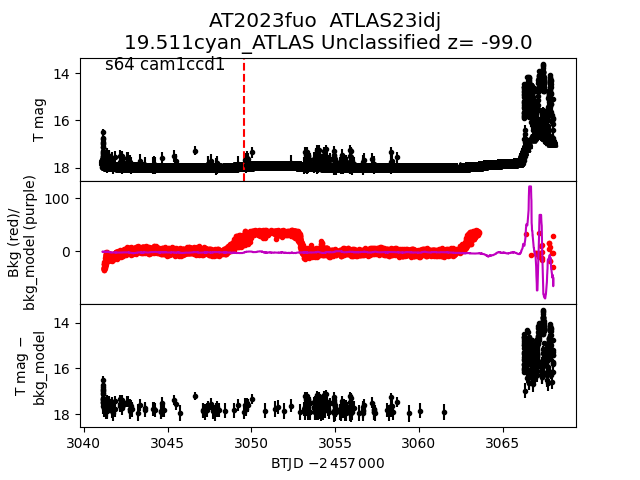 AT2023fuo  ATLAS23idj
19.511cyan_ATLAS Unclassified z= -99.0
s64 cam1ccd1
T mag
14
16
18
Bkg (red)/
bkg_model (purple)
100
0
T mag −
bkg_model
14
16
18
3040 3045 3050 3055 3060 3065
BTJD −2 457 000